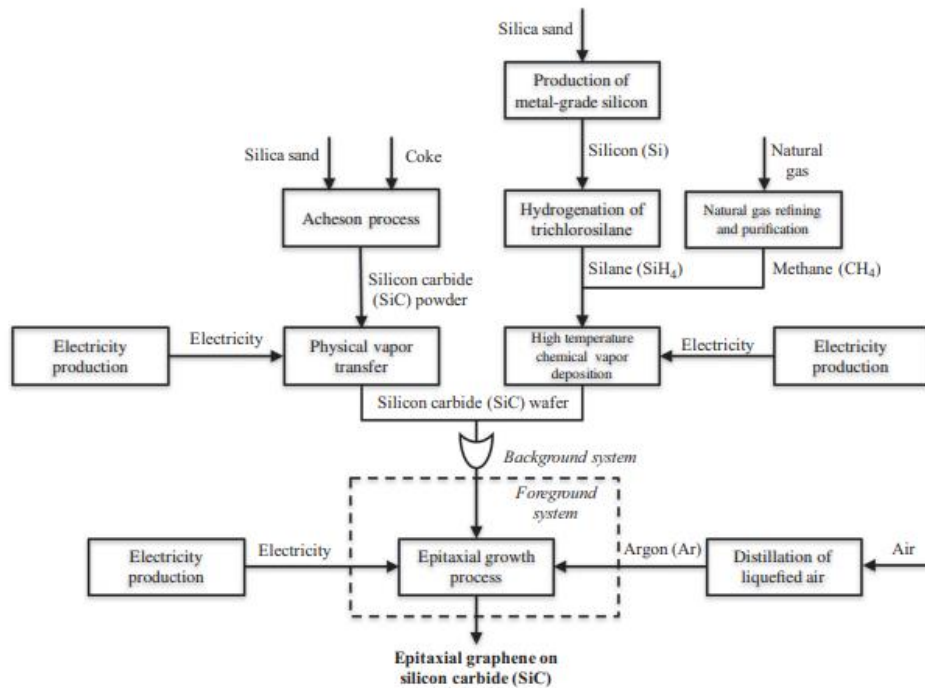 Silica sand
Production of
metal-grade silicon
Silica sand
Coke
Silicon (Si)
Natural
gas
Acheson process
Hydrogenation of
trichlorosilane
Natural gas refining
and purification
Silicon carbide
(SiC) powder
Silane (SiH₄)
Methane (CH₄)
Electricity
production
Electricity
Physical vapor
transfer
High temperature
chemical vapor
deposition
Electricity
Electricity
production
Silicon carbide (SiC) wafer
Background system
Foreground
system
Electricity
production
Electricity
Epitaxial growth
process
Argon (Ar)
Distillation of
liquefied air
Air
Epitaxial graphene on
silicon carbide (SiC)